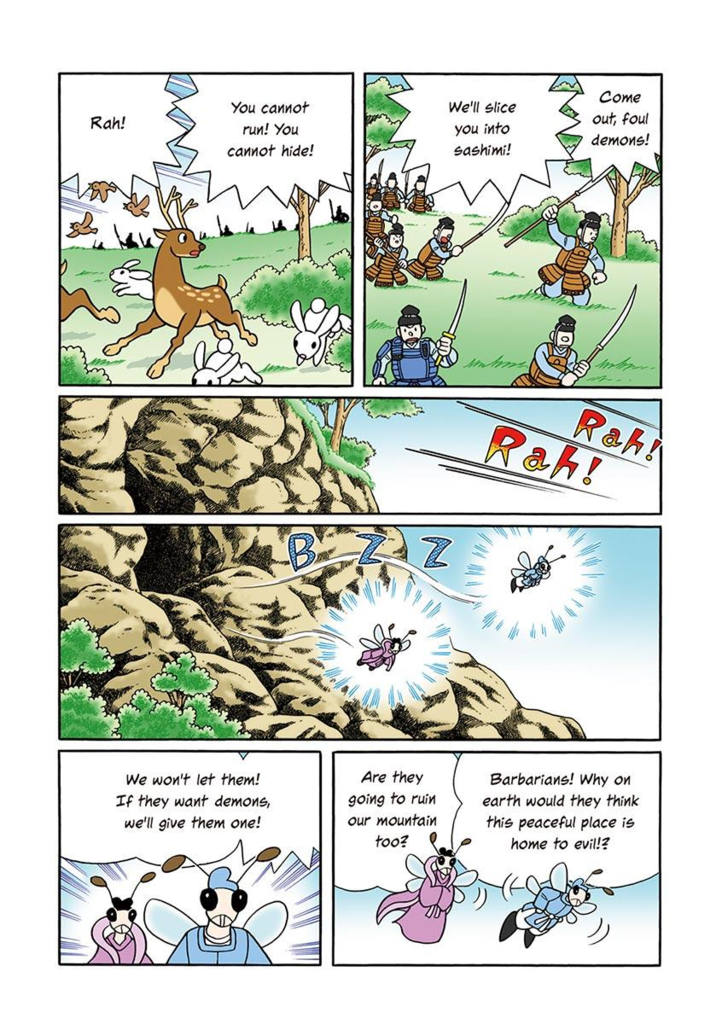 Come
out, foul
demons!
We'll slice
you into
sashimi!
You cannot
run! You
cannot hide!
Rah!
Rah!
Rah!
BZZ
Barbarians! Why on
earth would they think
this peaceful place is
home to evil!?
Are they
going to ruin
our mountain
too?
We won't let them!
If they want demons,
we'll give them one!